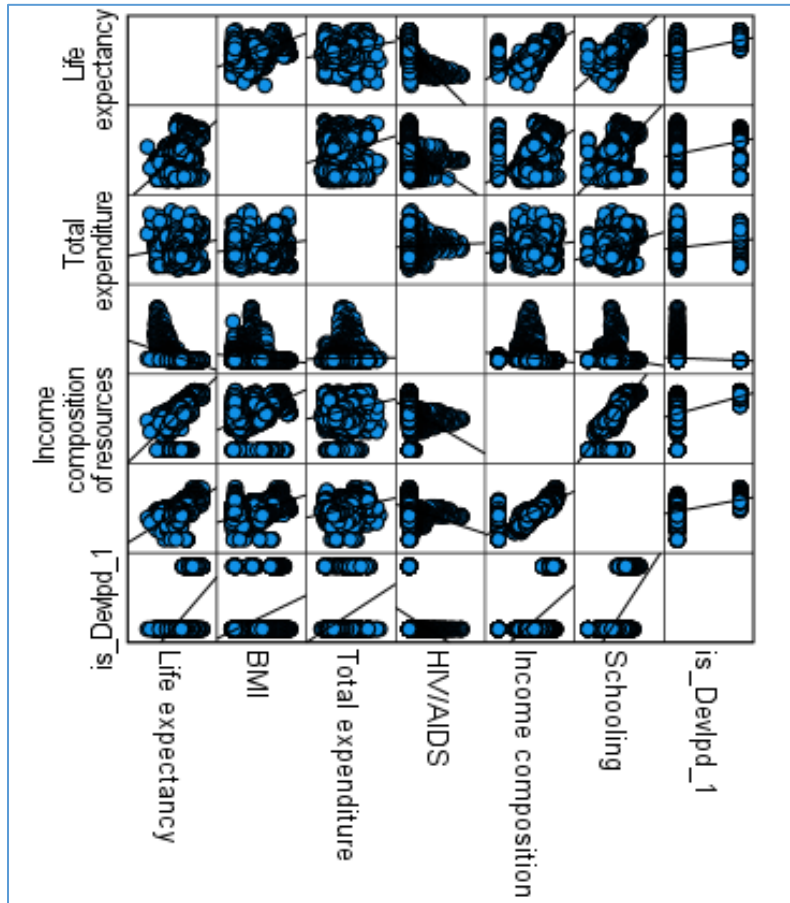 Life
expectancy
Total
expenditure
Income
composition
of resources
is_Devlpd_1
Life expectancy
BMI
Total expenditure
HIV/AIDS
Income composition
Schooling
is_Devlpd_1